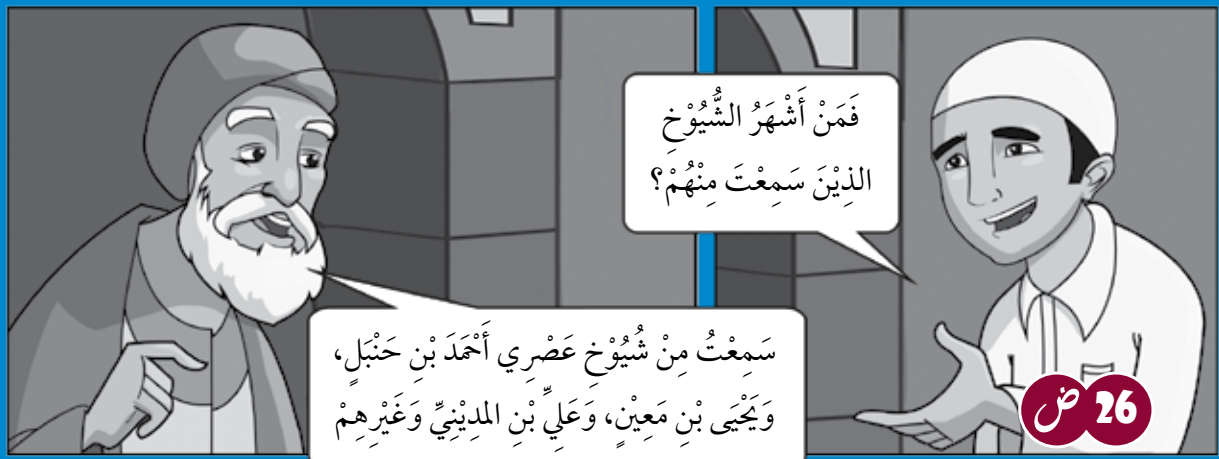 فَمَنْ أَشْهَرُ الشُّيُوْخِ
الذِيْنَ سَمِعْتَ مِنْهُمْ؟
سَمِعْتُ مِنْ شُيُوْخِ عَصْرِي أَحْمَدَ بْنِ حَنْبَلٍ،
وَيَحْيَى بْنِ مَعِيْنٍ، وَعَلِيِّ بْنِ المدِيْنِيِّ وَغَيْرِهِمْ
26 ض